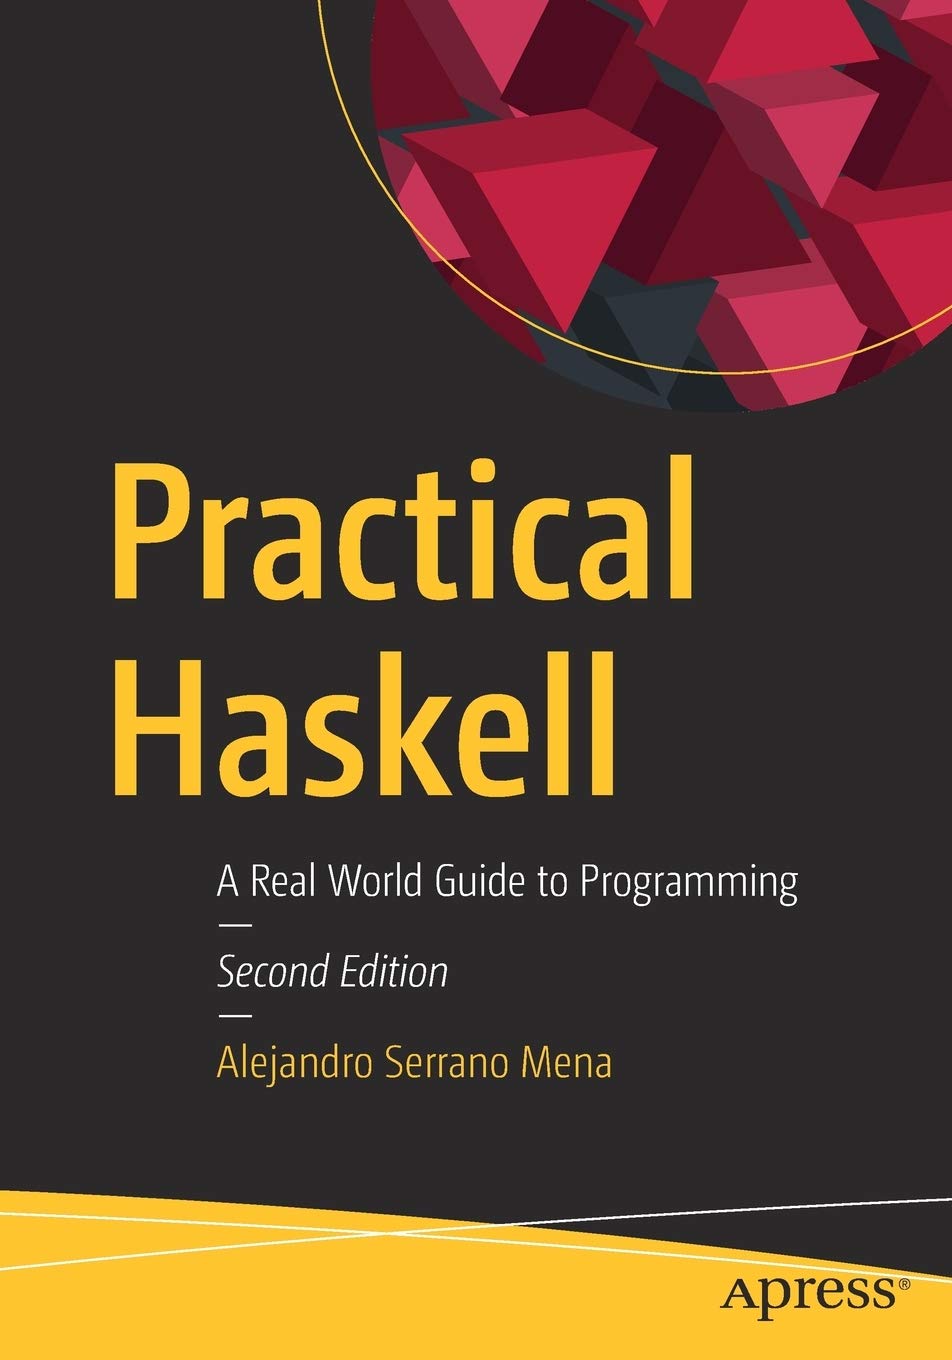 Practical
Haskell
A Real World Guide to Programming
Second Edition
Alejandro Serrano Mena
Apress®